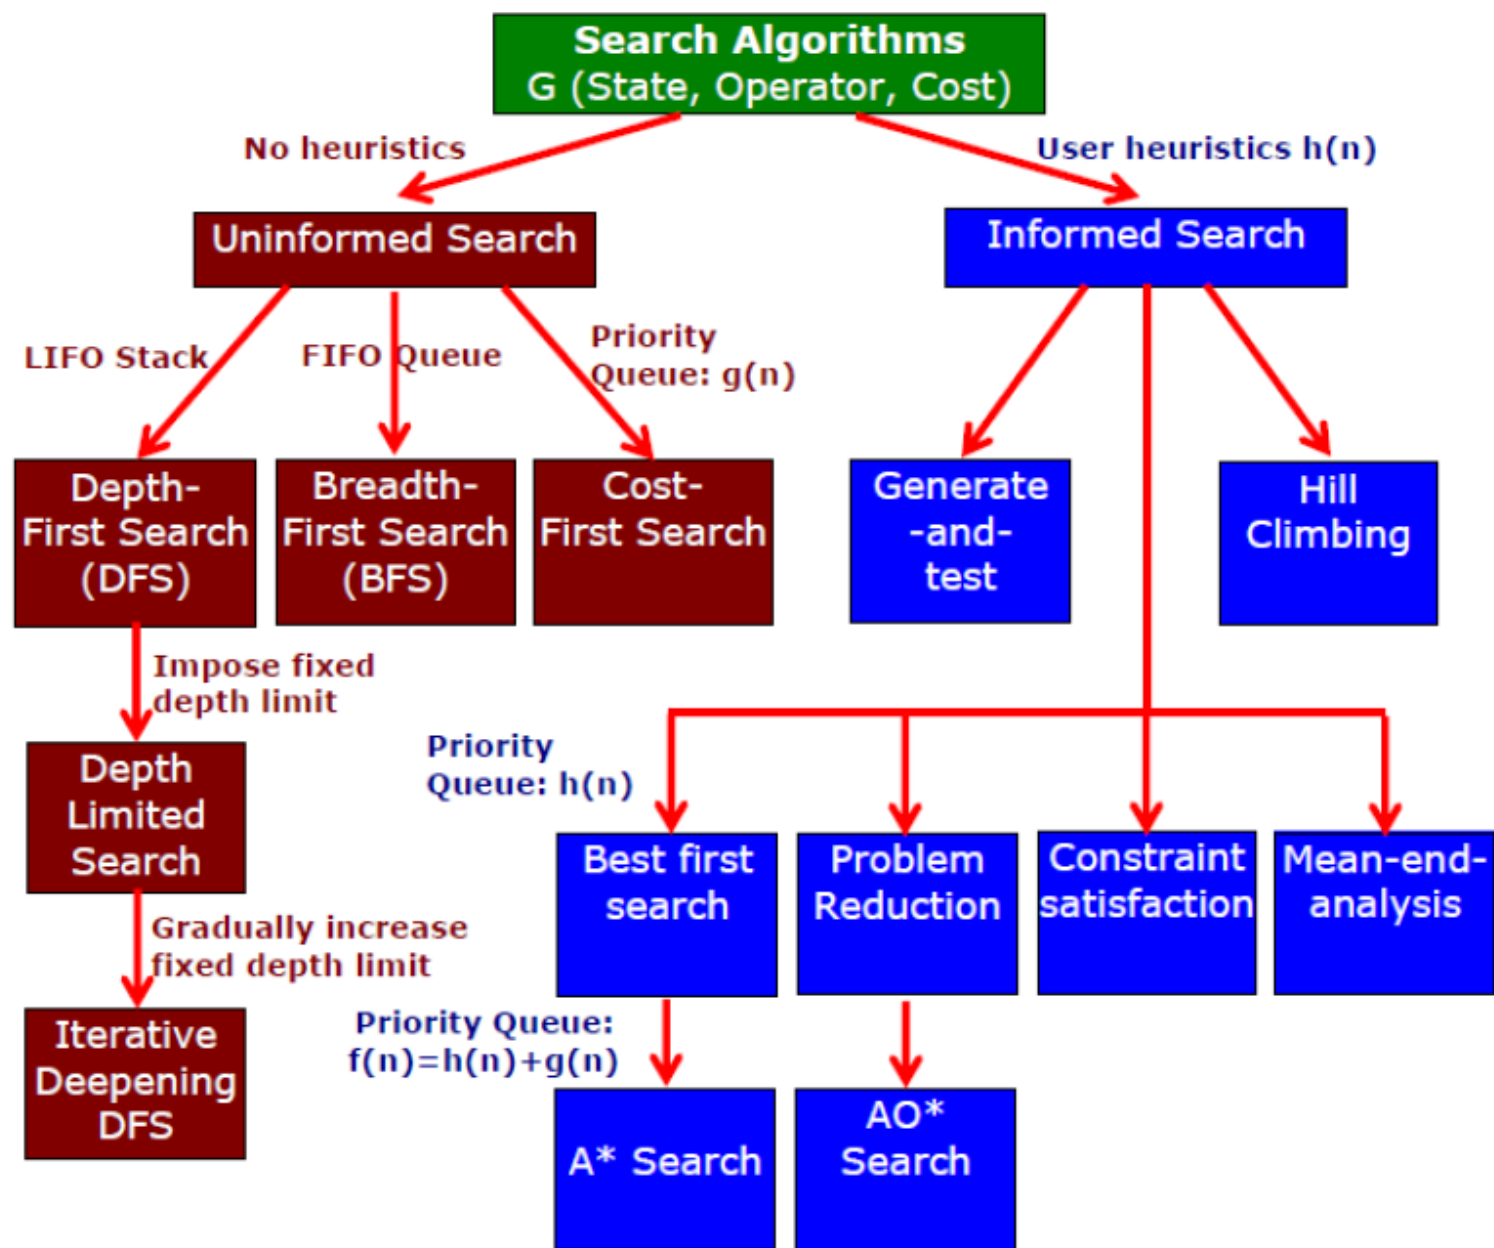 Search Algorithms
G (State, Operator, Cost)
No heuristics
User heuristics h(n)
Uninformed Search
Informed Search
LIFO Stack
FIFO Queue
Priority
Queue: g(n)
Depth-
First Search
(DFS)
Breadth-
First Search
(BFS)
Cost-
First Search
Generate
-and-
test
Hill
Climbing
Impose fixed
depth limit
Priority
Queue: h(n)
Depth
Limited
Search
Best first
search
Problem
Reduction
Constraint
satisfaction
Mean-end-
analysis
Gradually increase
fixed depth limit
Priority Queue:
f(n)=h(n)+g(n)
Iterative
Deepening
DFS
A* Search
AO*
Search